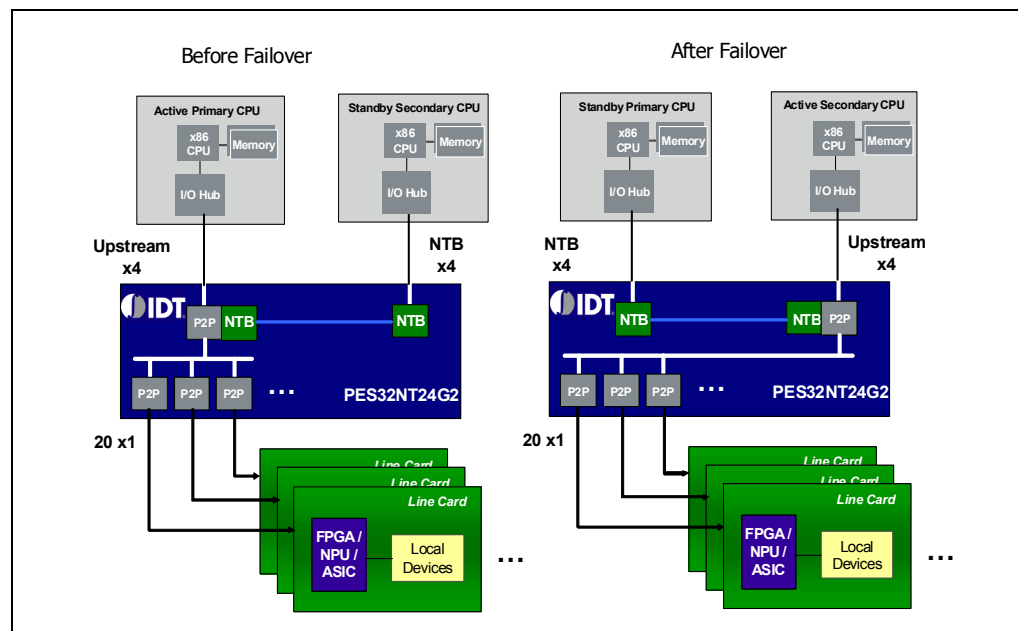 Before Failover
Active Primary CPU
x86
CPU
Memory
I/O Hub
Standby Secondary CPU
x86
CPU
Memory
I/O Hub
Upstream
x4
NTB
x4
IDT
P2P
NTB
NTB
P2P
P2P
P2P
...
PES32NT24G2
20 x1
Line Card
Line Card
Line Card
FPGA /
NPU /
ASIC
Local
Devices
...
After Failover
Standby Primary CPU
x86
CPU
Memory
I/O Hub
Active Secondary CPU
x86
CPU
Memory
I/O Hub
NTB
x4
Upstream
x4
IDT
NTB
NTB
P2P
P2P
P2P
P2P
...
PES32NT24G2
20 x1
Line Card
Line Card
Line Card
FPGA /
NPU /
ASIC
Local
Devices
...